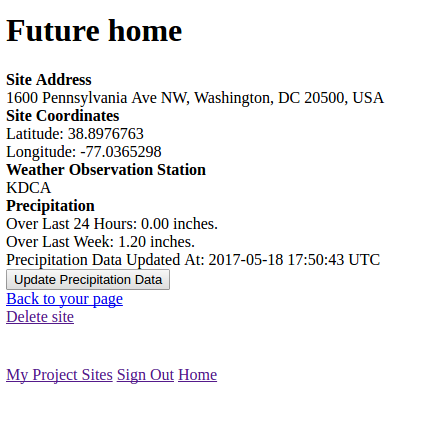 Future home
Site Address
1600 Pennsylvania Ave NW, Washington, DC 20500, USA
Site Coordinates
Latitude: 38.8976763
Longitude: -77.0365298
Weather Observation Station
KDCA
Precipitation
Over Last 24 Hours: 0.00 inches.
Over Last Week: 1.20 inches.
Precipitation Data Updated At: 2017-05-18 17:50:43 UTC
Update Precipitation Data
Back to your page
Delete site
My Project Sites Sign Out Home